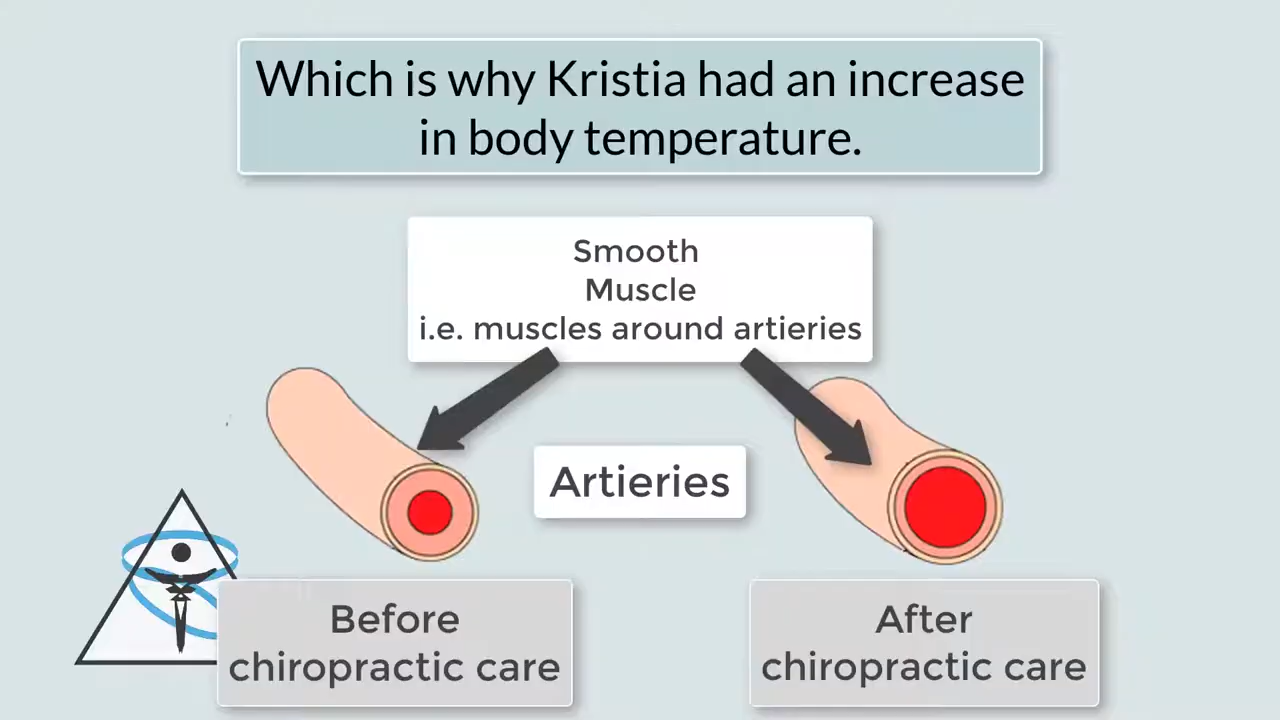 Which is why Kristia had an increase
in body temperature.
Smooth
Muscle
i.e. muscles around artieries
Artieries
Before
chiropractic care
After
chiropractic care